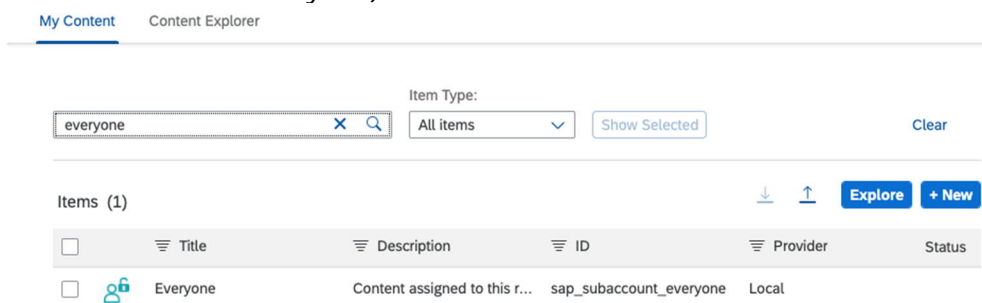 My Content Content Explorer
Item Type:
everyone All items Show Selected Clear
Items (1) Explore + New
Title Description ID Provider Status
Everyone Content assigned to this r... sap_subaccount_everyone Local